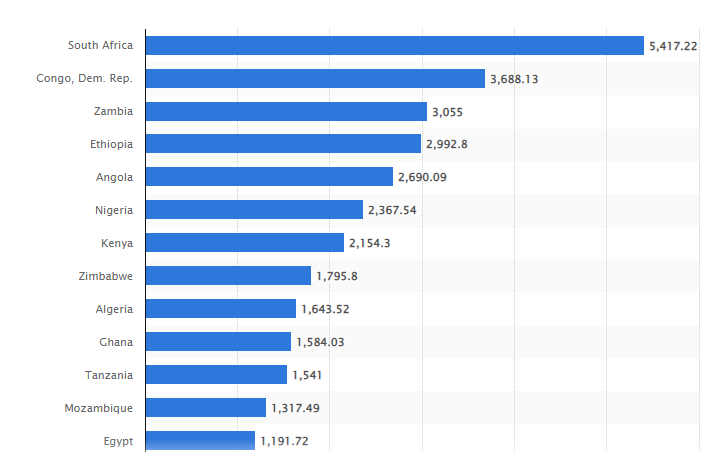 South Africa 5,417.22
Congo, Dem. Rep. 3,688.13
Zambia 3,055
Ethiopia 2,992.8
Angola 2,690.09
Nigeria 2,367.54
Kenya 2,154.3
Zimbabwe 1,795.8
Algeria 1,643.52
Ghana 1,584.03
Tanzania 1,541
Mozambique 1,317.49
Egypt 1,191.72